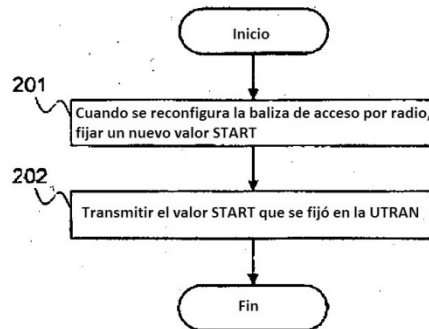 Inicio
201
Cuando se reconfigura la baliza de acceso por radio,
fijar un nuevo valor START
202
Transmitir el valor START que se fijó en la UTRAN
Fin